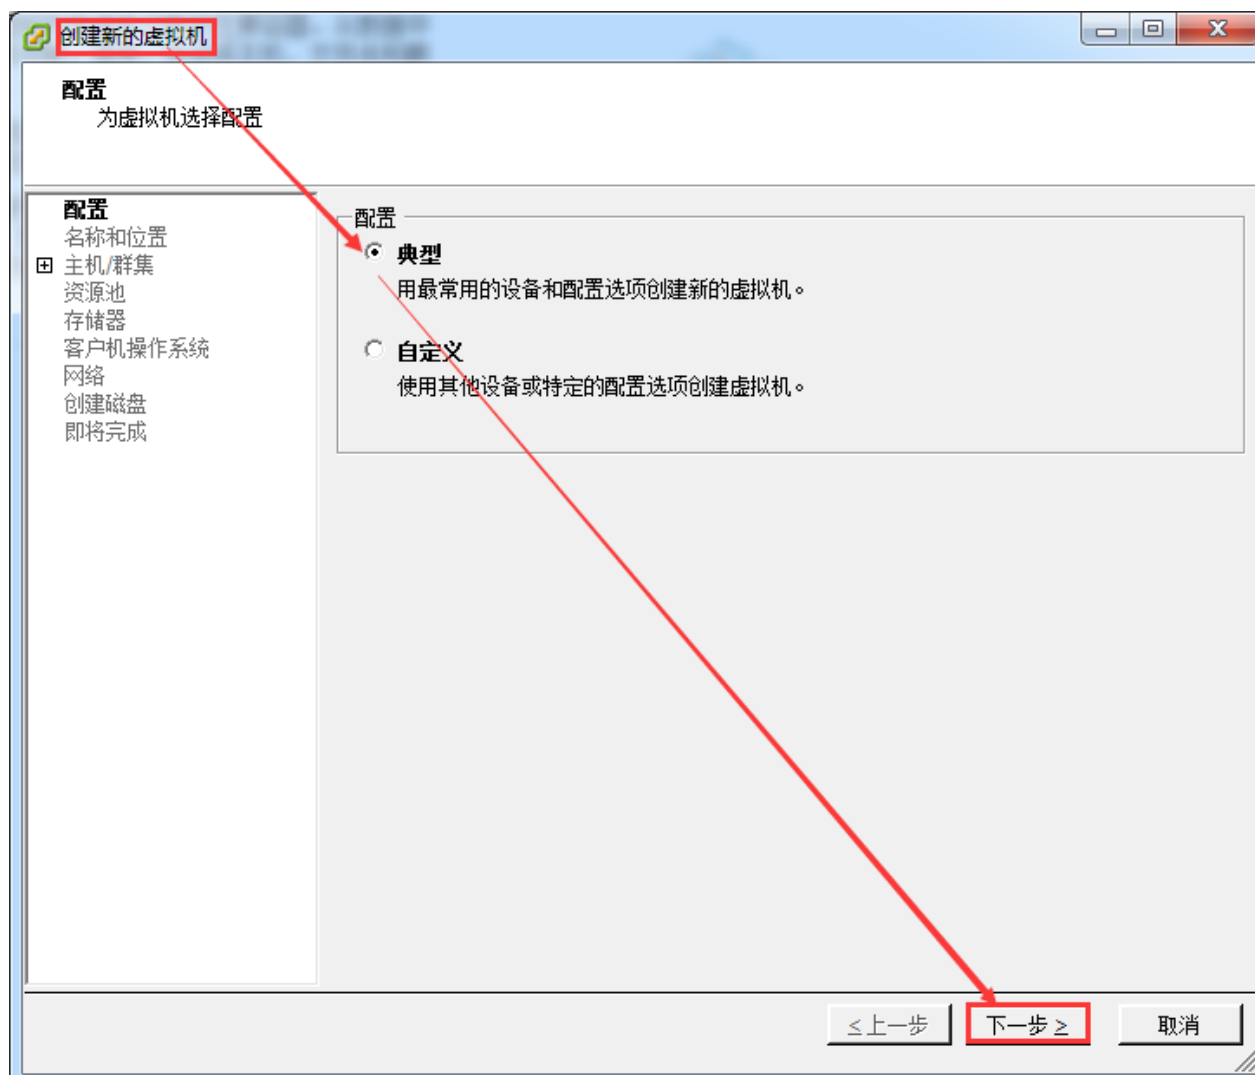 创建新的虚拟机
配置
为虚拟机选择配置
配置
名称和位置
主机/群集
资源池
存储器
客户机操作系统
网络
创建磁盘
即将完成
配置
典型
用最常用的设备和配置选项创建新的虚拟机。
自定义
使用其他设备或特定的配置选项创建虚拟机。
≤上一步 下一步 ≥ 取消